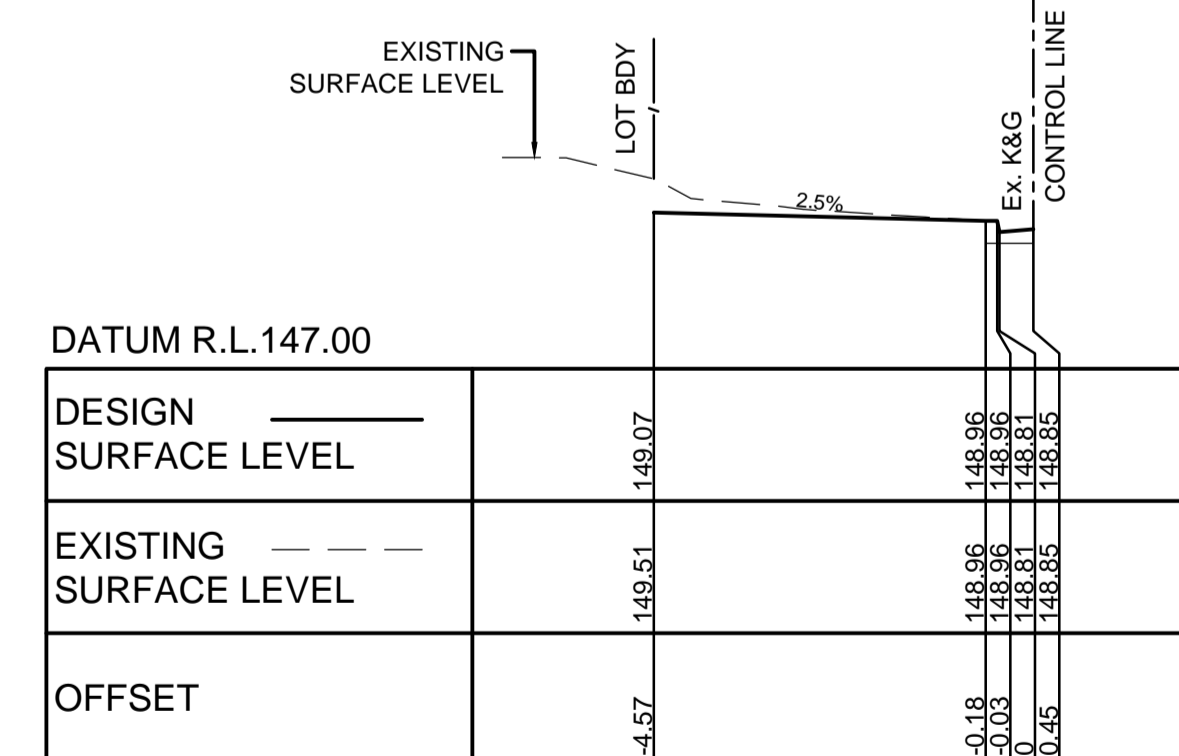 EXISTING
SURFACE LEVEL
LOT BDY
2.5%
Ex. K&G
CONTROL LINE
DATUM R.L.147.00
DESIGN
SURFACE LEVEL
149.07
148.96
148.96
148.81
148.85
EXISTING
SURFACE LEVEL
149.51
148.96
148.96
148.81
148.85
OFFSET
-4.57
-0.18
-0.03
0
0.45